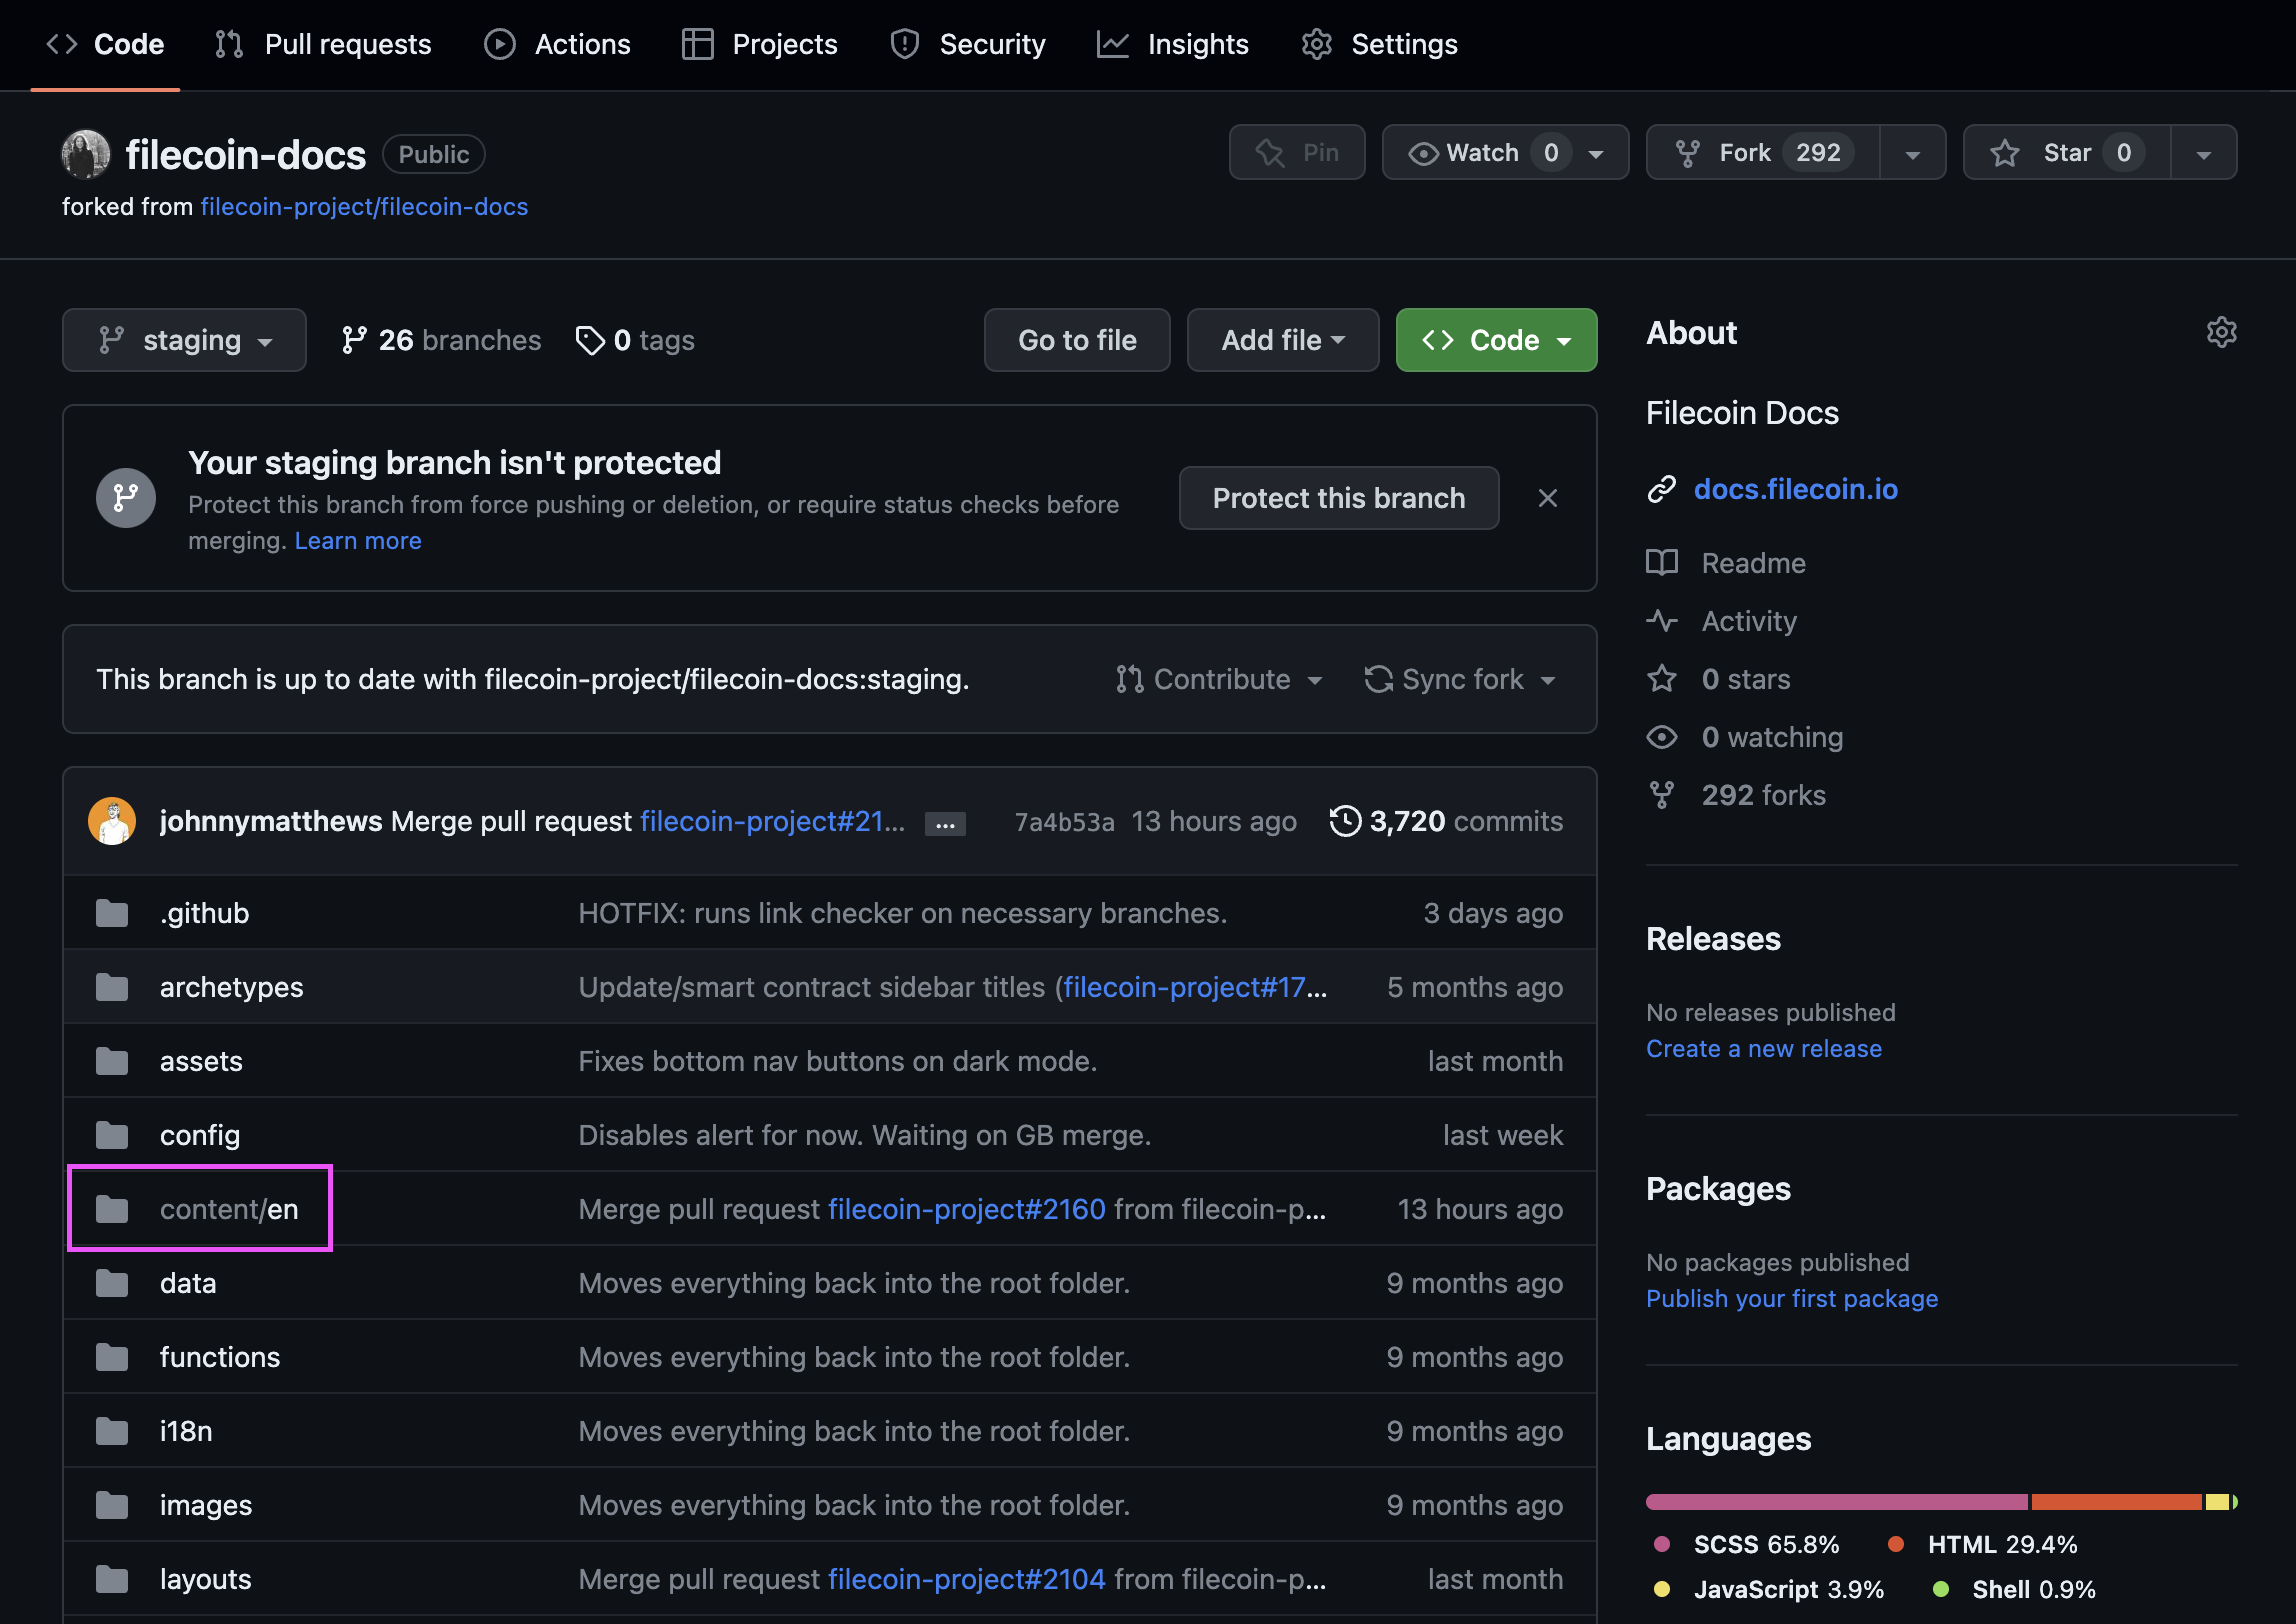 Code Pull requests Actions Projects Security Insights Settings
filecoin-docs Public Pin Watch 0 Fork 292 Star 0
forked from filecoin-project/filecoin-docs
staging 26 branches 0 tags Go to file Add file Code
Your staging branch isn't protected
Protect this branch from force pushing or deletion, or require status checks before
merging. Learn more
Protect this branch
This branch is up to date with filecoin-project/filecoin-docs:staging. Contribute Sync fork
johnnymatthews Merge pull request filecoin-project#21... ... 7a4b53a 13 hours ago 3,720 commits
.github HOTFIX: runs link checker on necessary branches. 3 days ago
archetypes Update/smart contract sidebar titles (filecoin-project#17... 5 months ago
assets Fixes bottom nav buttons on dark mode. last month
config Disables alert for now. Waiting on GB merge. last week
content/en Merge pull request filecoin-project#2160 from filecoin-p... 13 hours ago
data Moves everything back into the root folder. 9 months ago
functions Moves everything back into the root folder. 9 months ago
i18n Moves everything back into the root folder. 9 months ago
images Moves everything back into the root folder. 9 months ago
layouts Merge pull request filecoin-project#2104 from filecoin-p... last month
About
Filecoin Docs
docs.filecoin.io
Readme
Activity
0 stars
0 watching
292 forks
Releases
No releases published
Create a new release
Packages
No packages published
Publish your first package
Languages
SCSS 65.8% HTML 29.4%
JavaScript 3.9% Shell 0.9%